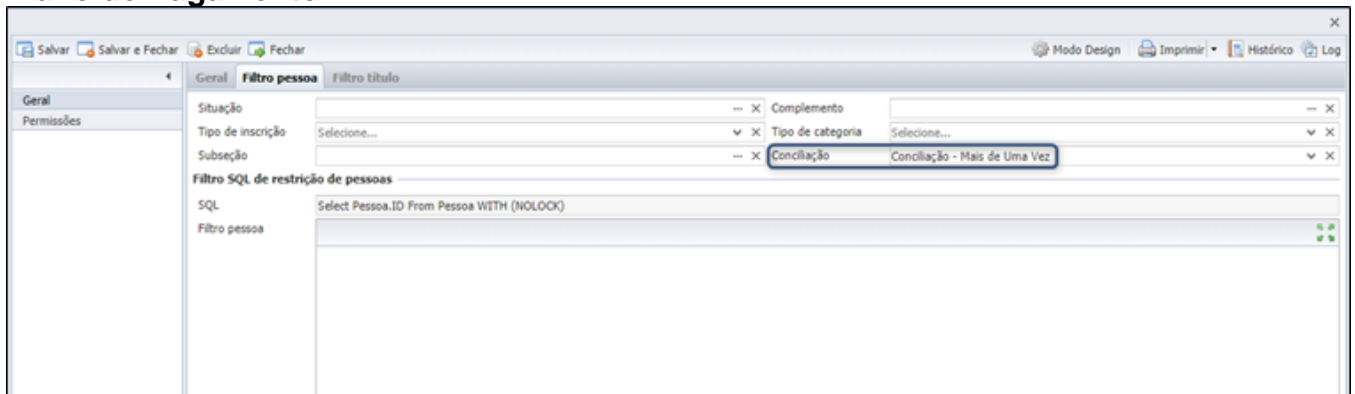 Salvar Salvar e Fechar Excluir Fechar Modo Design Imprimir Histórico Log
Geral Filtro pessoa Filtro título
Geral
Permissões
Situação Complemento
Tipo de inscrição Selecione... Tipo de categoria Selecione...
Subseção Conciliação Conciliação - Mais de Uma Vez
Filtro SQL de restrição de pessoas
SQL Select Pessoa.ID From Pessoa WITH (NOLOCK)
Filtro pessoa